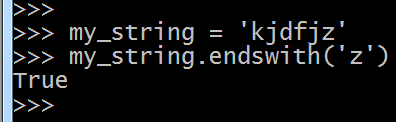 >>>
>>> my_string = 'kjdfjz'
>>> my_string.endswith('z')
True
>>>